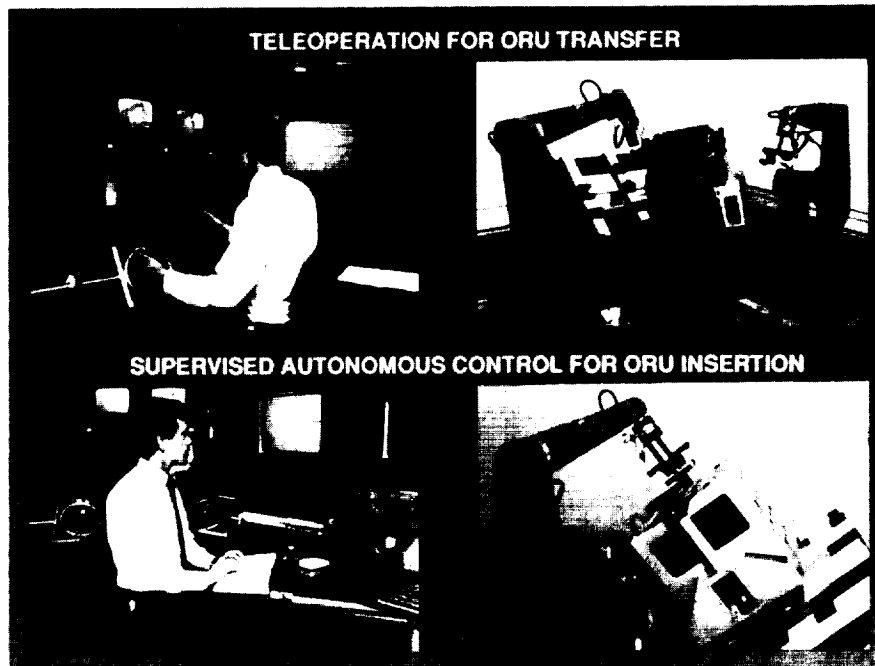 TELEOPERATION FOR ORU TRANSFER
SUPERVISED AUTONOMOUS CONTROL FOR ORU INSERTION